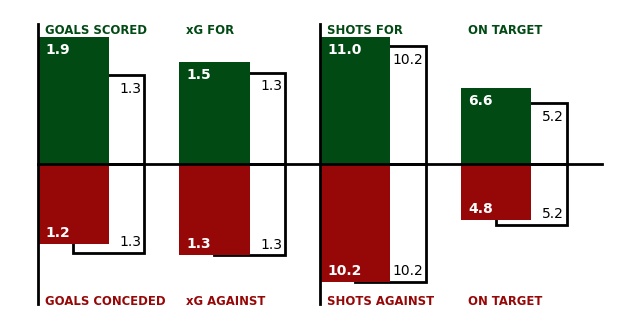 GOALS SCORED xG FOR SHOTS FOR ON TARGET
1.9 1.3 1.5 1.3 11.0 10.2 6.6 5.2
1.2 1.3 1.3 1.3 10.2 10.2 4.8 5.2
GOALS CONCEDED xG AGAINST SHOTS AGAINST ON TARGET